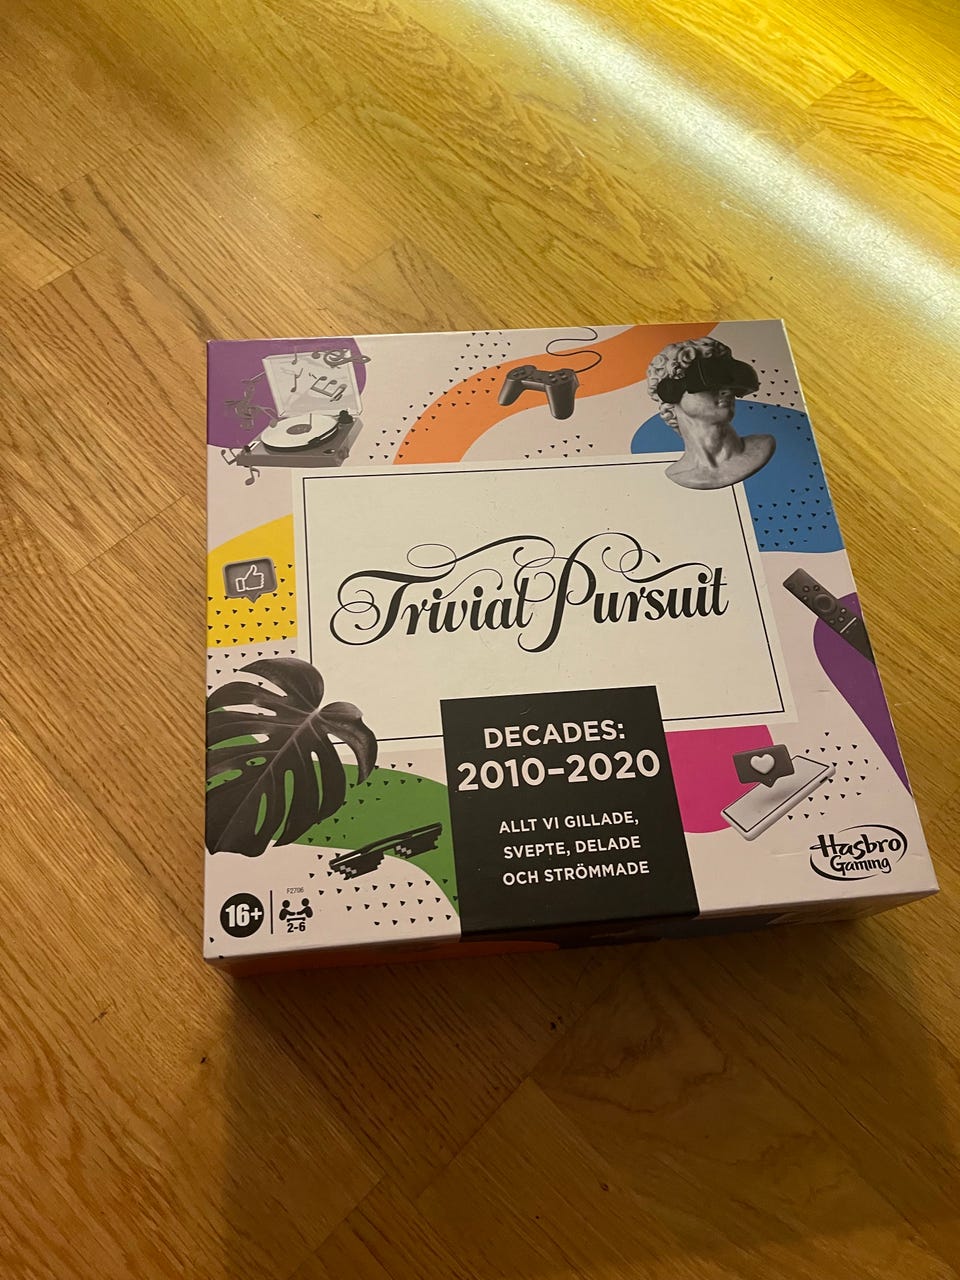 Trivial Pursuit
DECADES:
2010–2020
ALLT VI GILLADE,
SVEPTE, DELADE
OCH STRÖMMADE
Hasbro
Gaming
F2706
16+
2-6